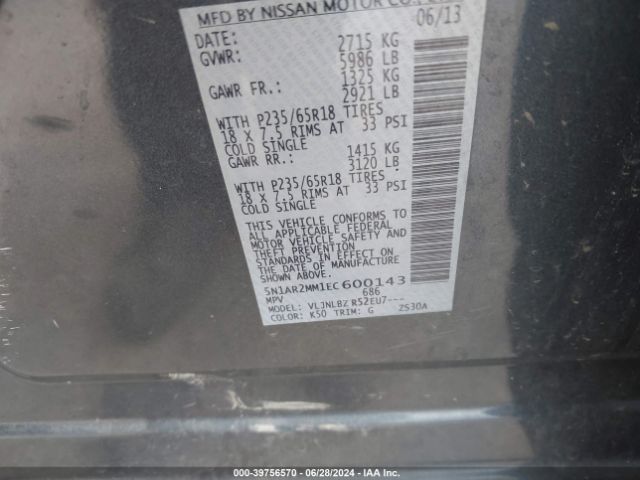 MFD BY NISSAN MOTOR CO.
DATE: 06/13
GVWR: 2715 KG
5986 LB
GAWR FR.: 1325 KG
2921 LB
WITH P235/65R18 TIRES
18 X 7.5 RIMS AT 33 PSI
COLD SINGLE
GAWR RR.: 1415 KG
3120 LB
WITH P235/65R18 TIRES
18 X 7.5 RIMS AT 33 PSI
COLD SINGLE
THIS VEHICLE CONFORMS TO
ALL APPLICABLE FEDERAL
MOTOR VEHICLE SAFETY AND
THEFT PREVENTION
STANDARDS IN EFFECT ON
THE DATE OF MANUFACTURE
SHOWN ABOVE.
5N1AR2MM1EC600143
MPV 686
MODEL: VLJNLBZ R52EU7---
COLOR: K50 TRIM: G ZS30A
000-39756570 - 06/28/2024 - IAA Inc.